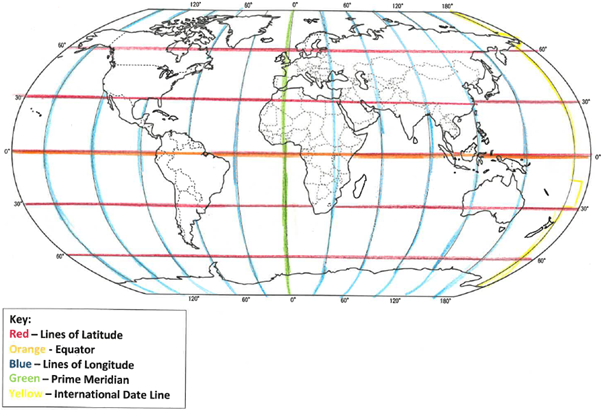 120° 60° 0° 60° 120° 180°
60° 60°
30° 30°
0° 0°
30° 30°
60° 60°
120° 60° 0° 60° 120° 180°
Key:
Red – Lines of Latitude
Orange - Equator
Blue – Lines of Longitude
Green – Prime Meridian
Yellow – International Date Line